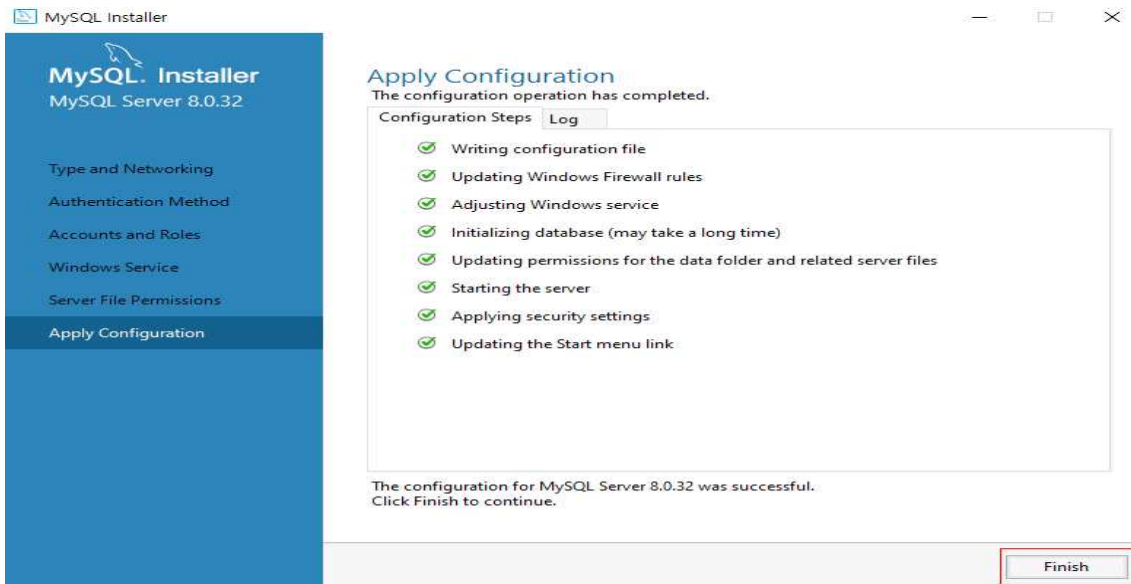 MySQL Installer
MySQL. Installer
MySQL Server 8.0.32
Type and Networking
Authentication Method
Accounts and Roles
Windows Service
Server File Permissions
Apply Configuration
Apply Configuration
The configuration operation has completed.
Configuration Steps Log
Writing configuration file
Updating Windows Firewall rules
Adjusting Windows service
Initializing database (may take a long time)
Updating permissions for the data folder and related server files
Starting the server
Applying security settings
Updating the Start menu link
The configuration for MySQL Server 8.0.32 was successful.
Click Finish to continue.
Finish